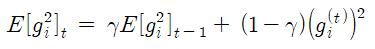 E[g_i^2]_t = γE[g_i^2]_{t−1} + (1−γ)(g_i^{(t)})^2